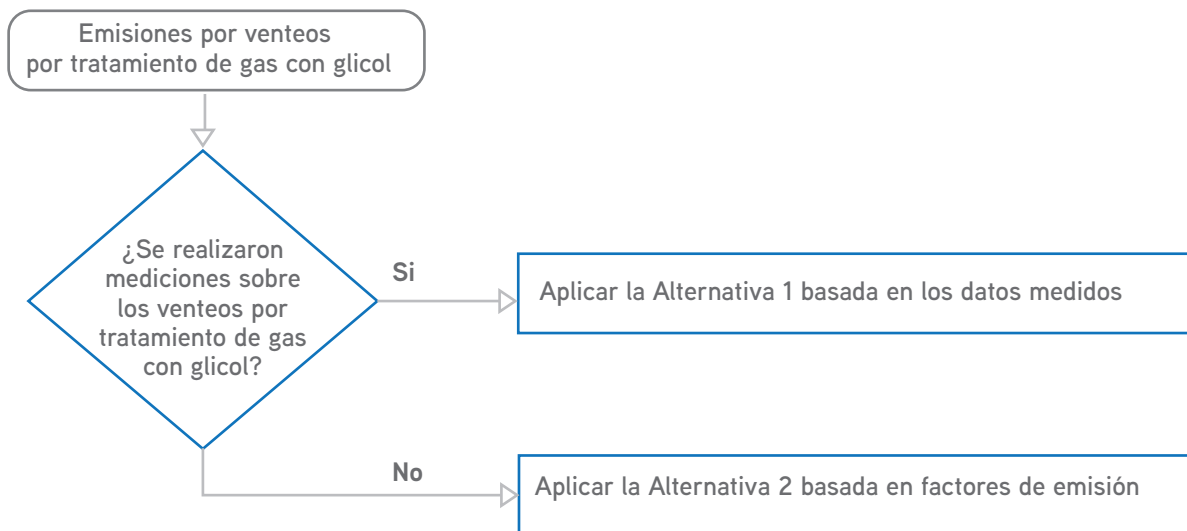 Emisiones por venteos
por tratamiento de gas con glicol
¿Se realizaron
mediciones sobre
los venteos por
tratamiento de gas
con glicol?
Si
Aplicar la Alternativa 1 basada en los datos medidos
No
Aplicar la Alternativa 2 basada en factores de emisión